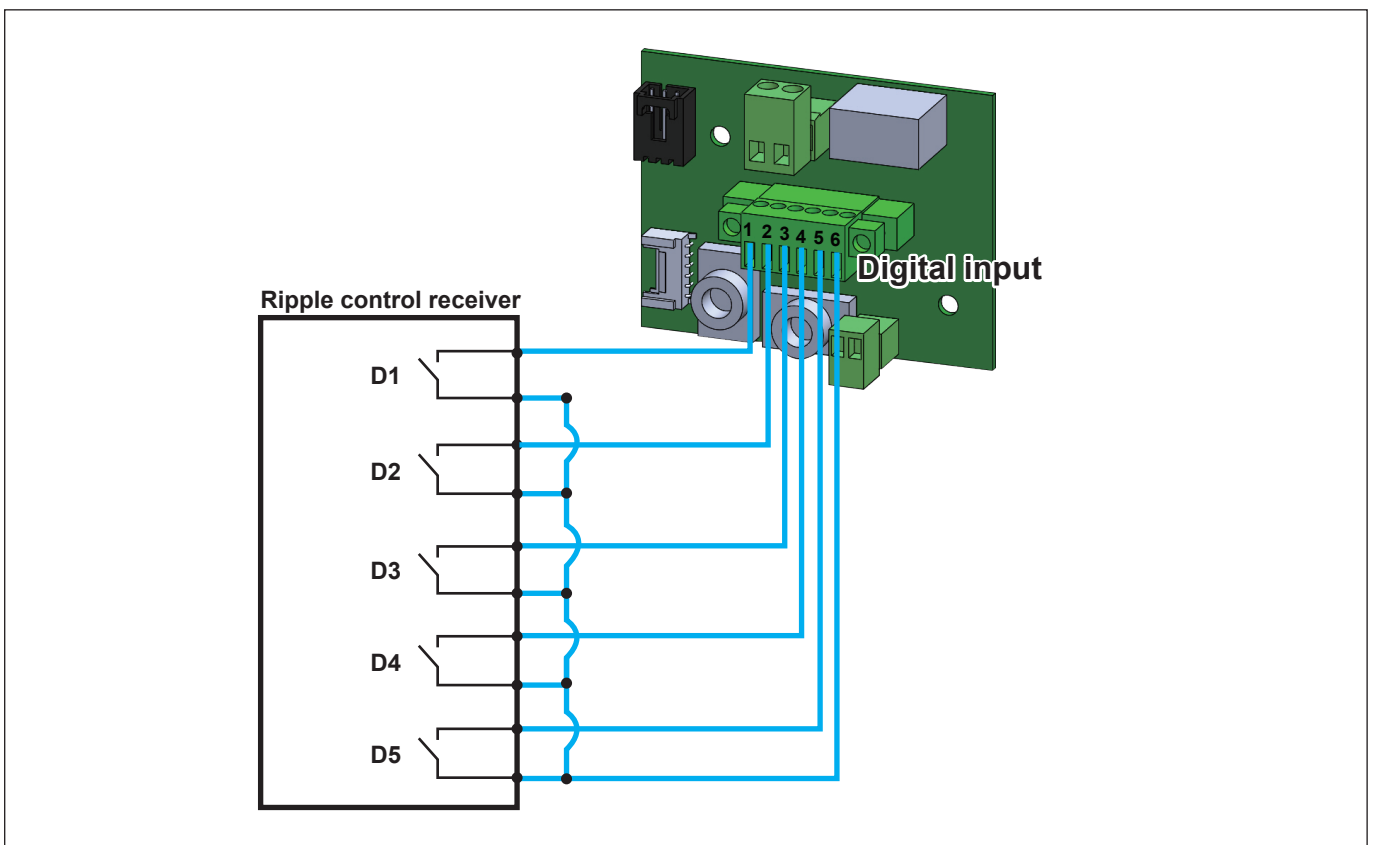 1 2 3 4 5 6
Digital input
Ripple control receiver
D1
D2
D3
D4
D5